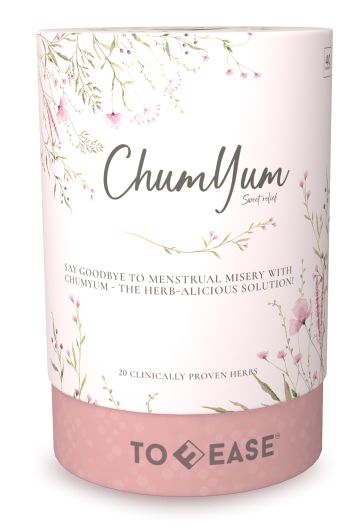 ChumYum
Sweet relief
SAY GOODBYE TO MENSTRUAL MISERY WITH
CHUMYUM - THE HERB-ALICIOUS SOLUTION!
20 CLINICALLY PROVEN HERBS
TO EASE